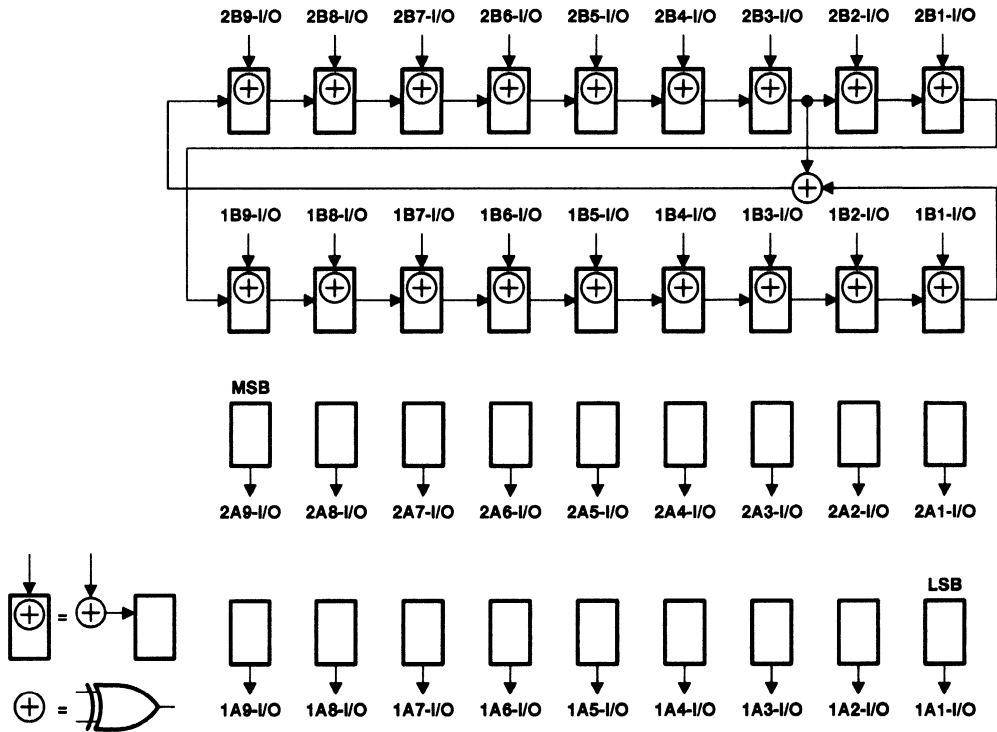 2B9-I/O 2B8-I/O 2B7-I/O 2B6-I/O 2B5-I/O 2B4-I/O 2B3-I/O 2B2-I/O 2B1-I/O
1B9-I/O 1B8-I/O 1B7-I/O 1B6-I/O 1B5-I/O 1B4-I/O 1B3-I/O 1B2-I/O 1B1-I/O
MSB
2A9-I/O 2A8-I/O 2A7-I/O 2A6-I/O 2A5-I/O 2A4-I/O 2A3-I/O 2A2-I/O 2A1-I/O
LSB
=
=
1A9-I/O 1A8-I/O 1A7-I/O 1A6-I/O 1A5-I/O 1A4-I/O 1A3-I/O 1A2-I/O 1A1-I/O